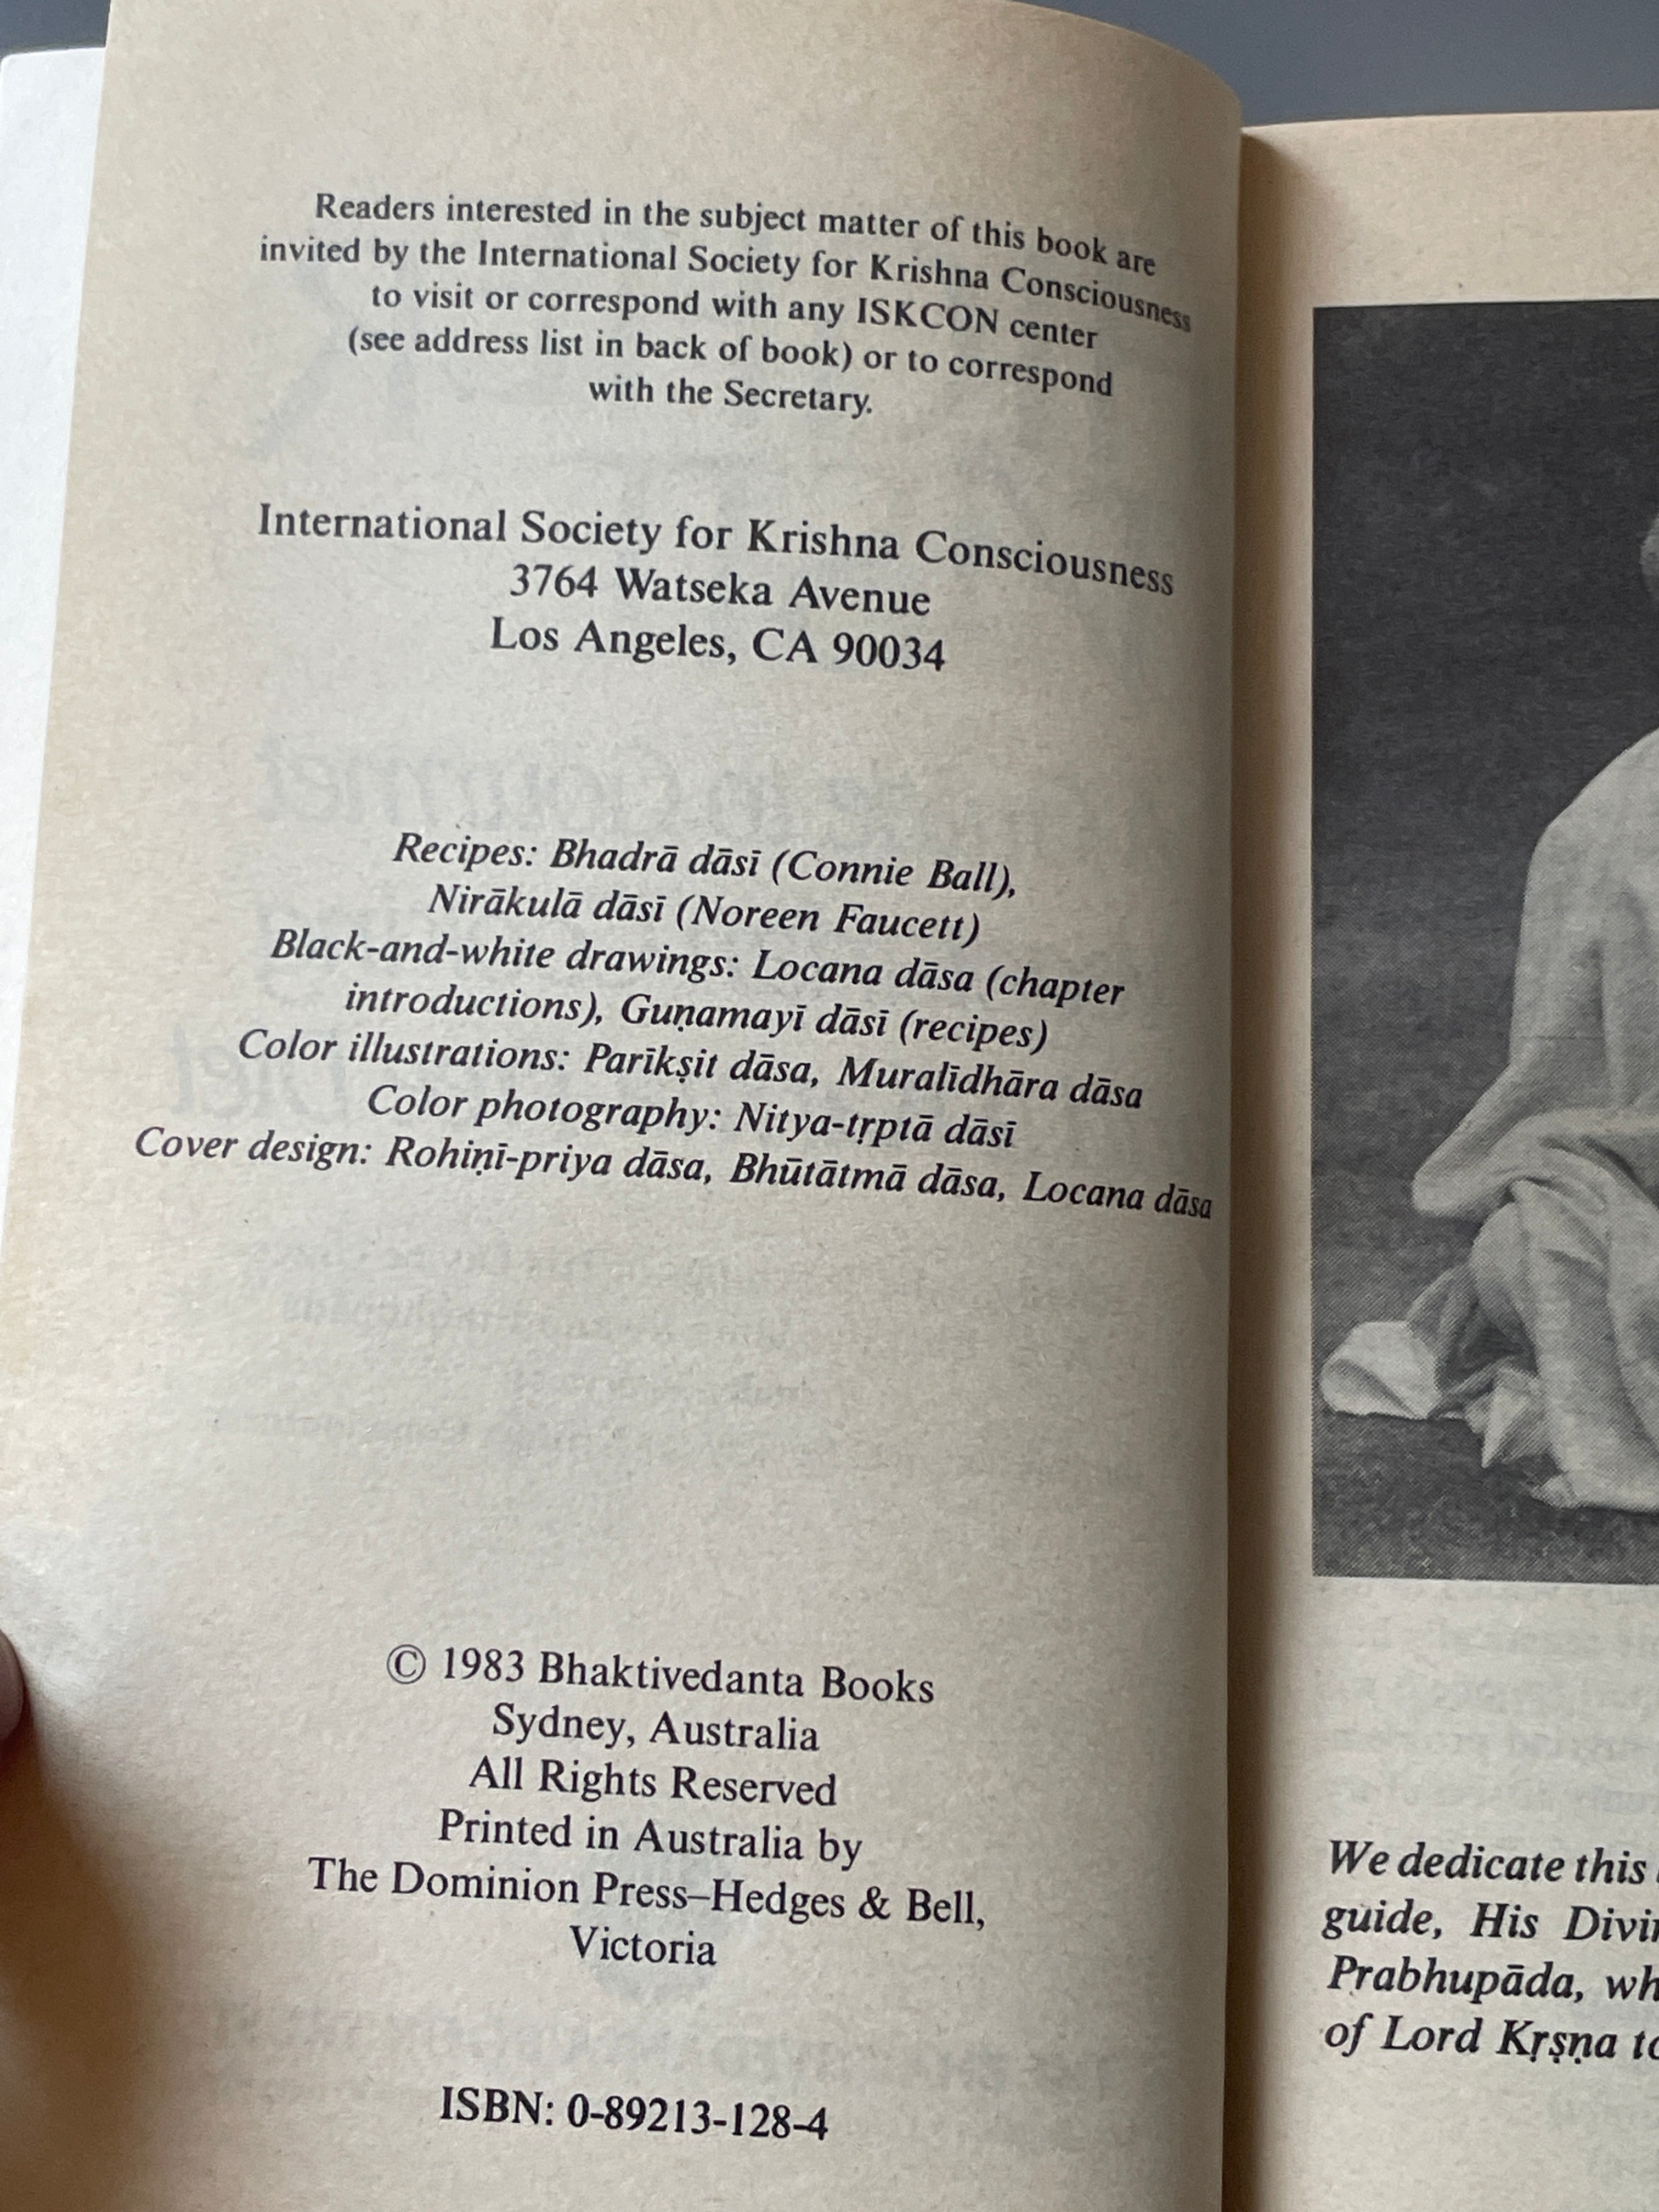 Readers interested in the subject matter of this book are
invited by the International Society for Krishna Consciousness
to visit or correspond with any ISKCON center
(see address list in back of book) or to correspond
with the Secretary.
International Society for Krishna Consciousness
3764 Watseka Avenue
Los Angeles, CA 90034
Recipes: Bhadrā dāsī (Connie Ball),
Nirākulā dāsī (Noreen Faucett)
Black-and-white drawings: Locana dāsa (chapter
introductions), Guṇamayī dāsī (recipes)
Color illustrations: Parīkṣit dāsa, Muralīdhāra dāsa
Color photography: Nitya-tṛptā dāsī
Cover design: Rohiṇī-priya dāsa, Bhūtātmā dāsa, Locana dāsa
© 1983 Bhaktivedanta Books
Sydney, Australia
All Rights Reserved
Printed in Australia by
The Dominion Press–Hedges & Bell,
Victoria
ISBN: 0-89213-128-4
We dedicate this
guide, His
Prabhupāda,
of Lord Kṛṣṇa